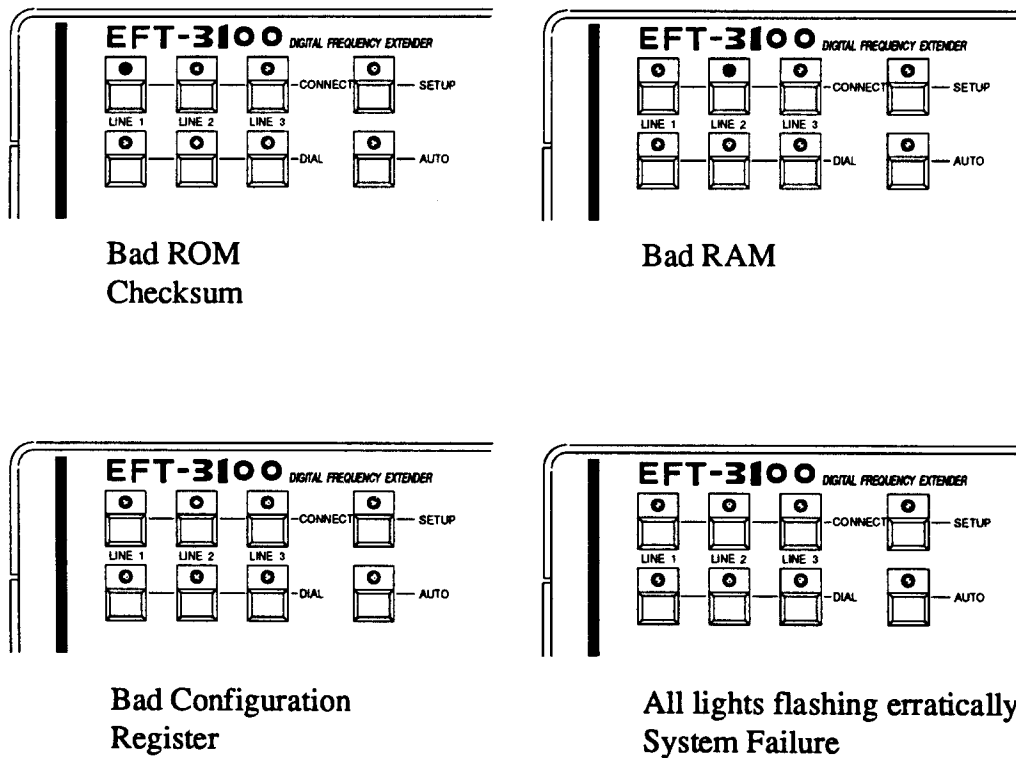 EFT-3100 DIGITAL FREQUENCY EXTENDER
CONNECT SETUP
LINE 1 LINE 2 LINE 3
DIAL AUTO
Bad ROM
Checksum
EFT-3100 DIGITAL FREQUENCY EXTENDER
CONNECT SETUP
LINE 1 LINE 2 LINE 3
DIAL AUTO
Bad RAM
EFT-3100 DIGITAL FREQUENCY EXTENDER
CONNECT SETUP
LINE 1 LINE 2 LINE 3
DIAL AUTO
Bad Configuration
Register
EFT-3100 DIGITAL FREQUENCY EXTENDER
CONNECT SETUP
LINE 1 LINE 2 LINE 3
DIAL AUTO
All lights flashing erratically
System Failure